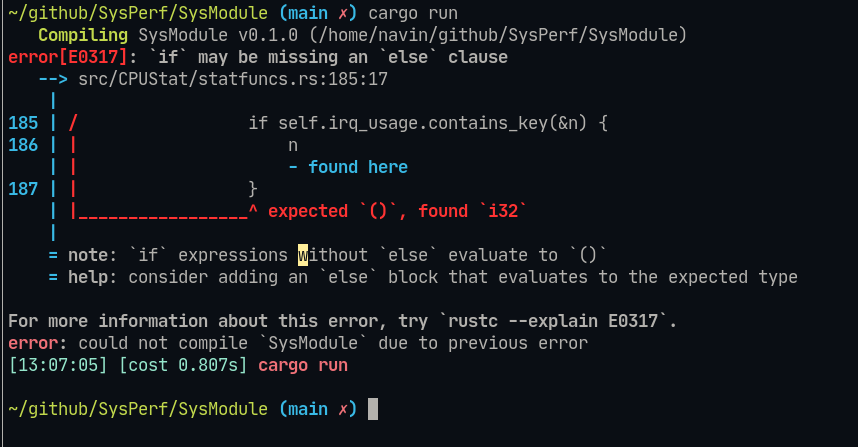 ~/github/SysPerf/SysModule (main ✗) cargo run
   Compiling SysModule v0.1.0 (/home/navin/github/SysPerf/SysModule)
error[E0317]: `if` may be missing an `else` clause
   --> src/CPUStat/statfuncs.rs:185:17
    |
185 | /                 if self.irq_usage.contains_key(&n) {
186 | |                     n
    | |                     - found here
187 | |                 }
    | |_________________^ expected `()`, found `i32`
    |
    = note: `if` expressions without `else` evaluate to `()`
    = help: consider adding an `else` block that evaluates to the expected type

For more information about this error, try `rustc --explain E0317`.
error: could not compile `SysModule` due to previous error
[13:07:05] [cost 0.807s] cargo run

~/github/SysPerf/SysModule (main ✗)